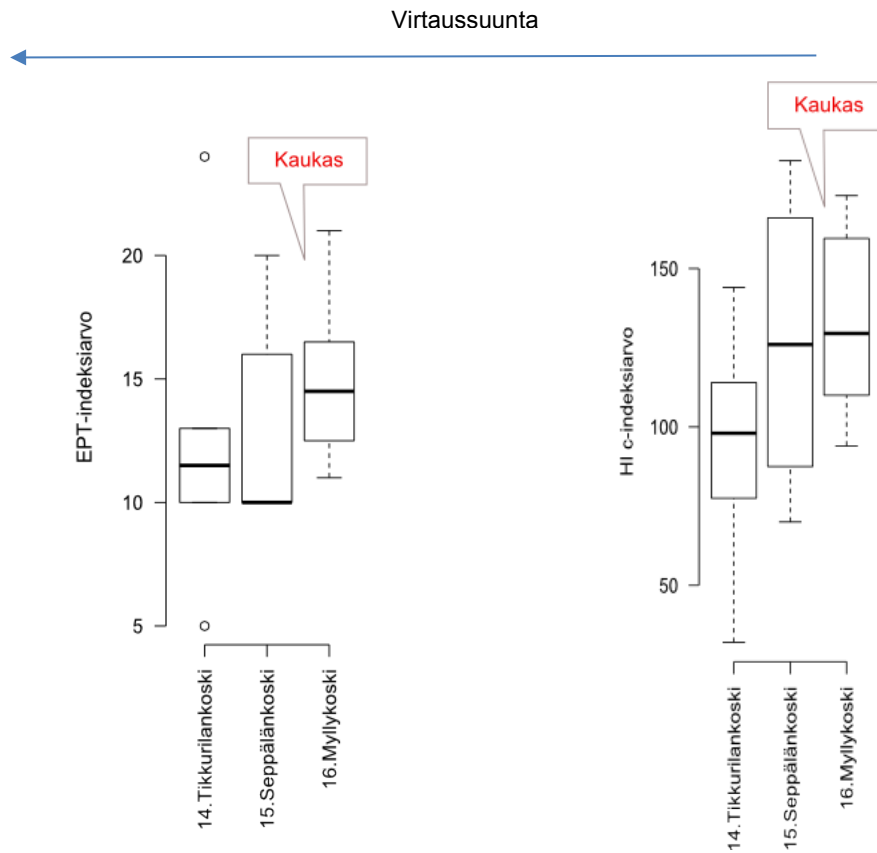 Virtaussuunta
Kaukas
20
15
10
5
EPT-indeksiarvo
14.Tikkurilankoski
15.Seppälänkoski
16.Myllykoski
Kaukas
150
100
50
HI c-indeksiarvo
14.Tikkurilankoski
15.Seppälänkoski
16.Myllykoski